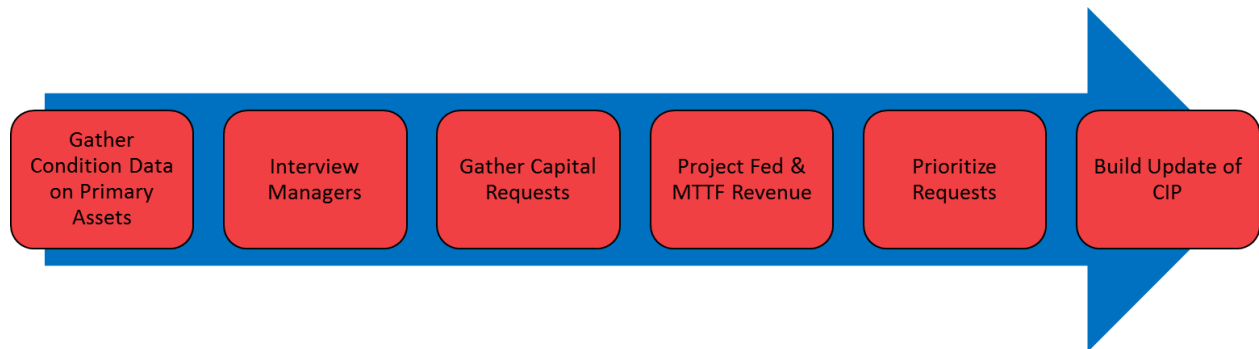 Gather
Condition Data
on Primary
Assets
Interview
Managers
Gather Capital
Requests
Project Fed &
MTTF Revenue
Prioritize
Requests
Build Update of
CIP